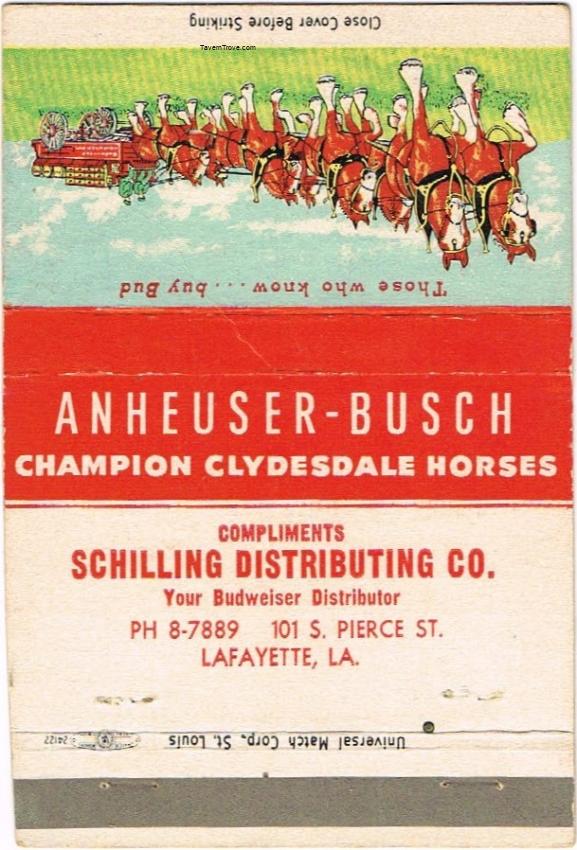 Close Cover Before Striking
TavernTrove.com
Those who know... buy Bud
ANHEUSER-BUSCH
CHAMPION CLYDESDALE HORSES
COMPLIMENTS
SCHILLING DISTRIBUTING CO.
Your Budweiser Distributor
PH 8-7889 101 S. PIERCE ST.
LAFAYETTE, LA.
Universal Match Corp., St. Louis